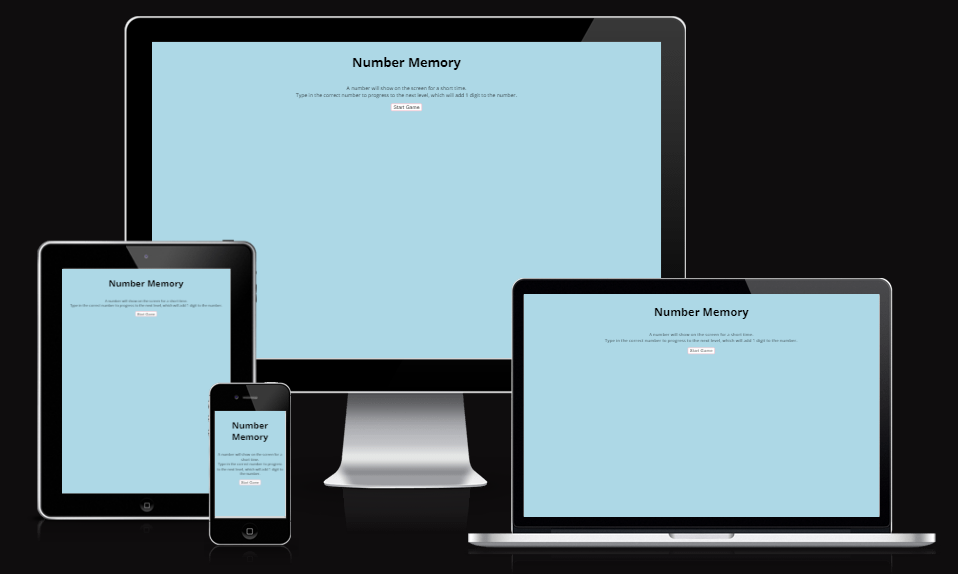 Number Memory
A number will show on the screen for a short time.
Type in the correct number to progress to the next level, which will add 1 digit to the number.
Start Game
Number Memory
A number will show on the screen for a short time.
Type in the correct number to progress to the next level, which will add 1 digit to the number.
Start Game
Number
Memory
A number will show on the screen for a
short time.
Type in the correct number to progress
to the next level, which will add 1 digit to
the number.
Start Game
Number Memory
A number will show on the screen for a short time.
Type in the correct number to progress to the next level, which will add 1 digit to the number.
Start Game